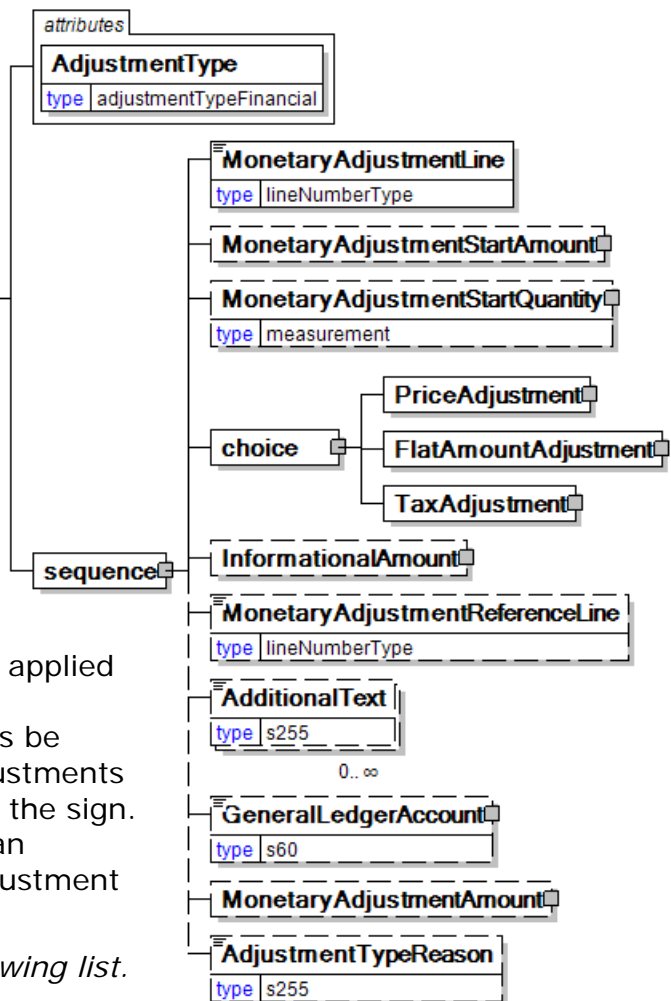 attributes
AdjustmentType
type adjustmentTypeFinancial
MonetaryAdjustmentLine
type lineNumberType
MonetaryAdjustmentStartAmount
MonetaryAdjustmentStartQuantity
type measurement
choice
PriceAdjustment
FlatAmountAdjustment
TaxAdjustment
sequence
InformationalAmount
MonetaryAdjustmentReferenceLine
type lineNumberType
AdditionalText
type s255
0..∞
GeneralLedgerAccount
type s60
MonetaryAdjustmentAmount
AdjustmentTypeReason
type s255
applied
s be
ustments
the sign.
an
justment
wing list.